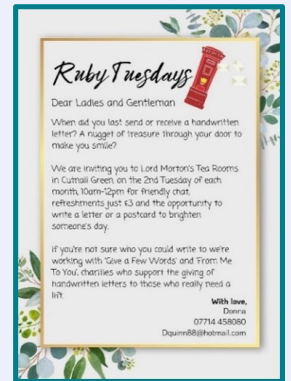 Ruby Tuesdays
Dear Ladies and Gentleman
When did you last send or receive a handwritten
letter? A nugget of treasure through your door to
make you smile?
We are inviting you to Lord Morton's Tea Rooms
in Cutnall Green, on the 2nd Tuesday of each
month, 10am-12pm for friendly chat,
refreshments just £3 and the opportunity to
write a letter or a postcard to brighten
someone's day.
If you're not sure who you could write to we're
working with 'Give a Few Words' and 'From Me
To You', charities who support the giving of
handwritten letters to those who really need a
lift.
With love,
Donna
07714 458080
Dquinn88@hotmail.com